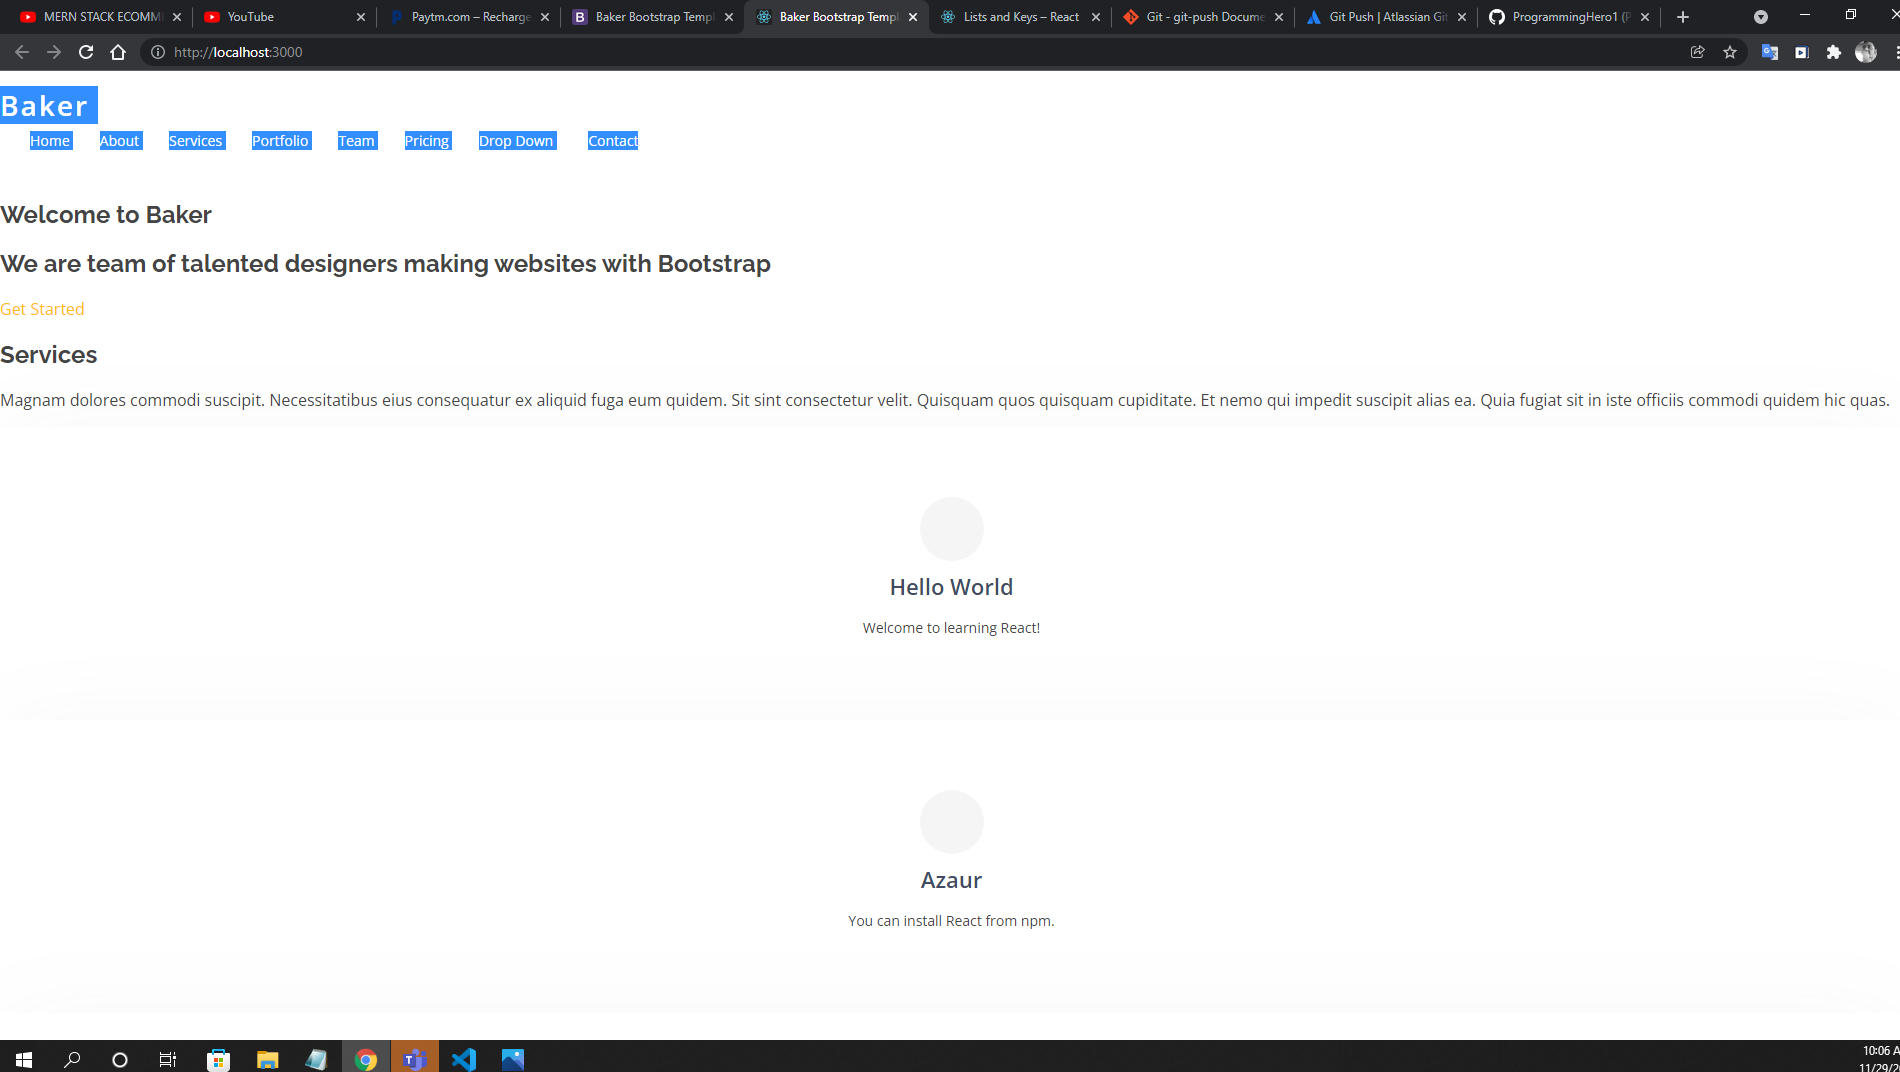 MERN STACK ECOMM
YouTube
Paytm.com – Recharge
Baker Bootstrap Templ
Baker Bootstrap Templ
Lists and Keys – React
Git - git-push Docume
Git Push | Atlassian Git
ProgrammingHero1 (P
http://localhost:3000
Baker
Home About Services Portfolio Team Pricing Drop Down Contact
Welcome to Baker
We are team of talented designers making websites with Bootstrap
Get Started
Services
Magnam dolores commodi suscipit. Necessitatibus eius consequatur ex aliquid fuga eum quidem. Sit sint consectetur velit. Quisquam quos quisquam cupiditate. Et nemo qui impedit suscipit alias ea. Quia fugiat sit in iste officiis commodi quidem hic quas.
Hello World
Welcome to learning React!
Azaur
You can install React from npm.
10:06 A
11/29/2